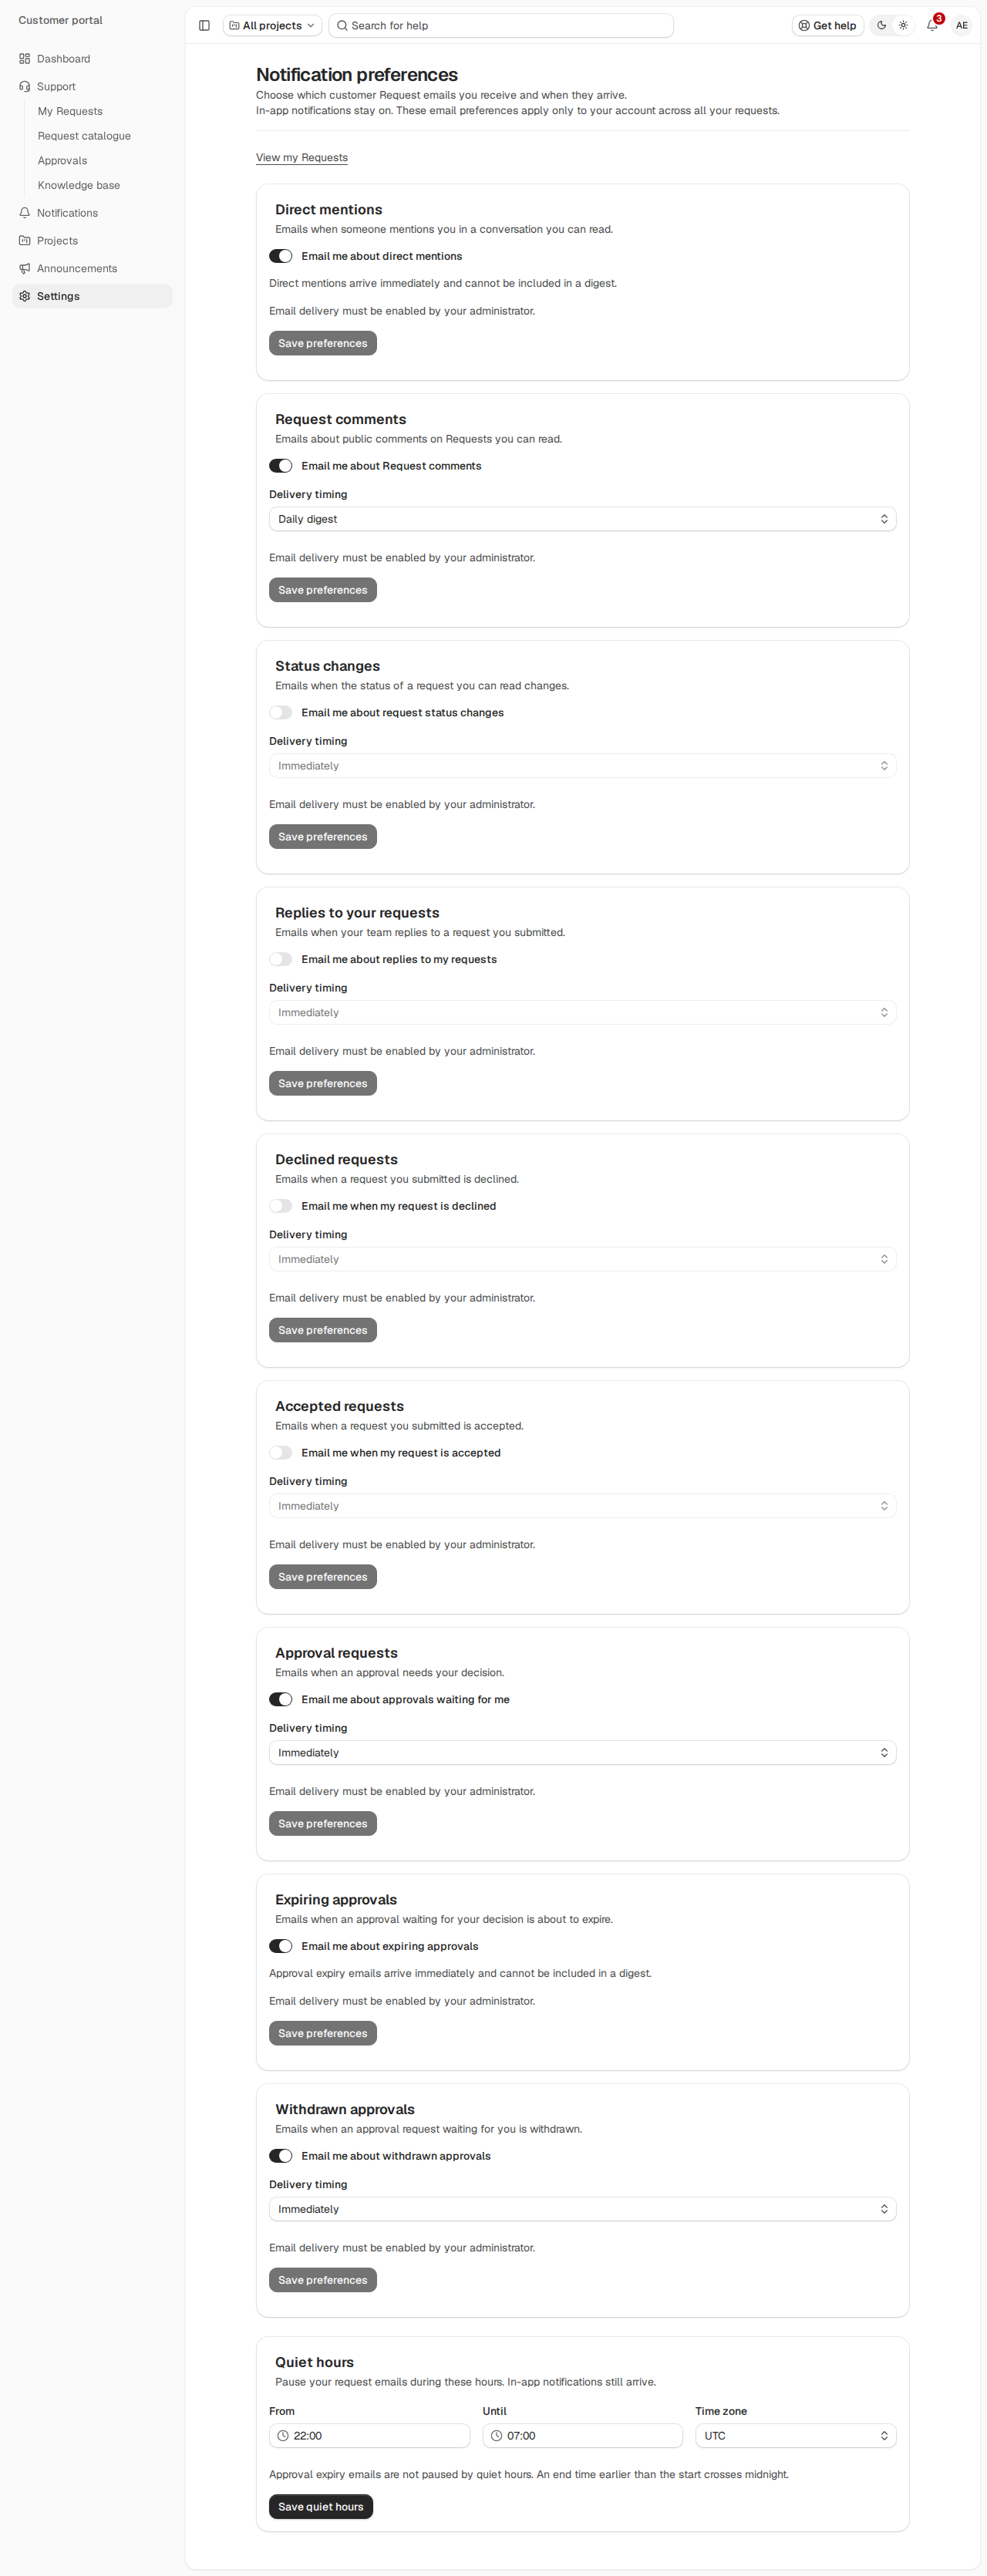 Customer portal
All projects
Search for help
Get help
3
AE
Dashboard
Support
My Requests
Request catalogue
Approvals
Knowledge base
Notifications
Projects
Announcements
Settings
Notification preferences
Choose which customer Request emails you receive and when they arrive.
In-app notifications stay on. These email preferences apply only to your account across all your requests.
View my Requests
Direct mentions
Emails when someone mentions you in a conversation you can read.
Email me about direct mentions
Direct mentions arrive immediately and cannot be included in a digest.
Email delivery must be enabled by your administrator.
Save preferences
Request comments
Emails about public comments on Requests you can read.
Email me about Request comments
Delivery timing
Daily digest
Email delivery must be enabled by your administrator.
Save preferences
Status changes
Emails when the status of a request you can read changes.
Email me about request status changes
Delivery timing
Immediately
Email delivery must be enabled by your administrator.
Save preferences
Replies to your requests
Emails when your team replies to a request you submitted.
Email me about replies to my requests
Delivery timing
Immediately
Email delivery must be enabled by your administrator.
Save preferences
Declined requests
Emails when a request you submitted is declined.
Email me when my request is declined
Delivery timing
Immediately
Email delivery must be enabled by your administrator.
Save preferences
Accepted requests
Emails when a request you submitted is accepted.
Email me when my request is accepted
Delivery timing
Immediately
Email delivery must be enabled by your administrator.
Save preferences
Approval requests
Emails when an approval needs your decision.
Email me about approvals waiting for me
Delivery timing
Immediately
Email delivery must be enabled by your administrator.
Save preferences
Expiring approvals
Emails when an approval waiting for your decision is about to expire.
Email me about expiring approvals
Approval expiry emails arrive immediately and cannot be included in a digest.
Email delivery must be enabled by your administrator.
Save preferences
Withdrawn approvals
Emails when an approval request waiting for you is withdrawn.
Email me about withdrawn approvals
Delivery timing
Immediately
Email delivery must be enabled by your administrator.
Save preferences
Quiet hours
Pause your request emails during these hours. In-app notifications still arrive.
From
Until
Time zone
22:00
07:00
UTC
Approval expiry emails are not paused by quiet hours. An end time earlier than the start crosses midnight.
Save quiet hours